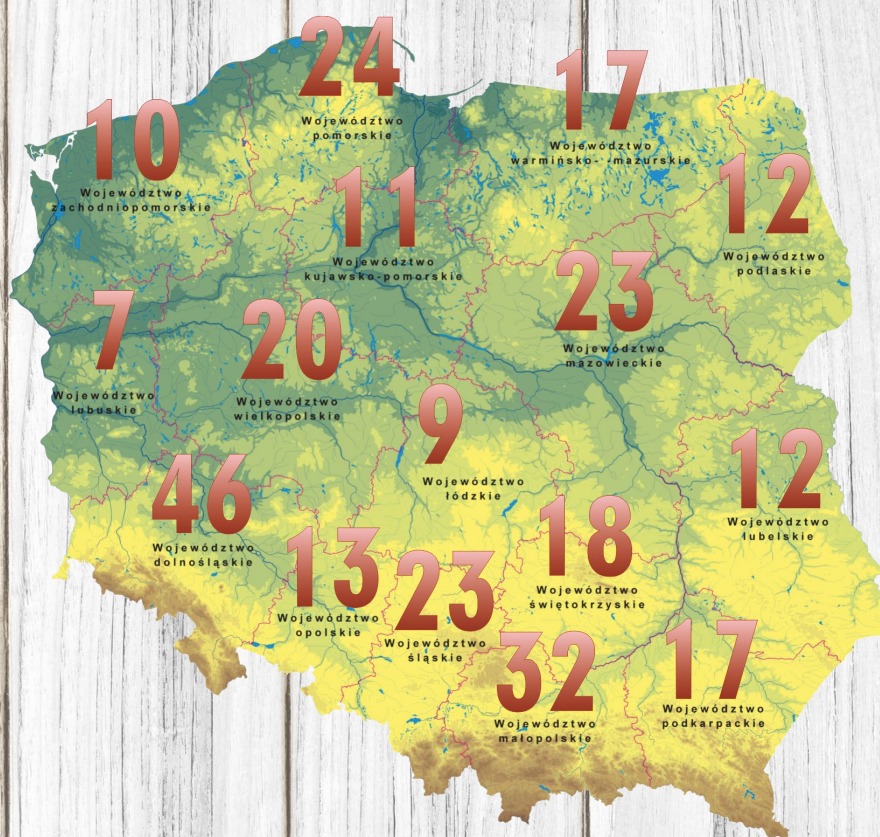 24
Województwo
pomorskie
17
Województwo
warmińsko- -mazurskie
10
Województwo
zachodniopomorskie
11
Województwo
kujawsko-pomorskie
12
Województwo
podlaskie
23
Województwo
mazowieckie
7
Województwo
lubuskie
20
Województwo
wielkopolskie
9
Województwo
łódzkie
46
Województwo
dolnośląskie
12
Województwo
lubelskie
13
Województwo
opolskie
23
Województwo
śląskie
18
Województwo
świętokrzyskie
32
Województwo
małopolskie
17
Województwo
podkarpackie